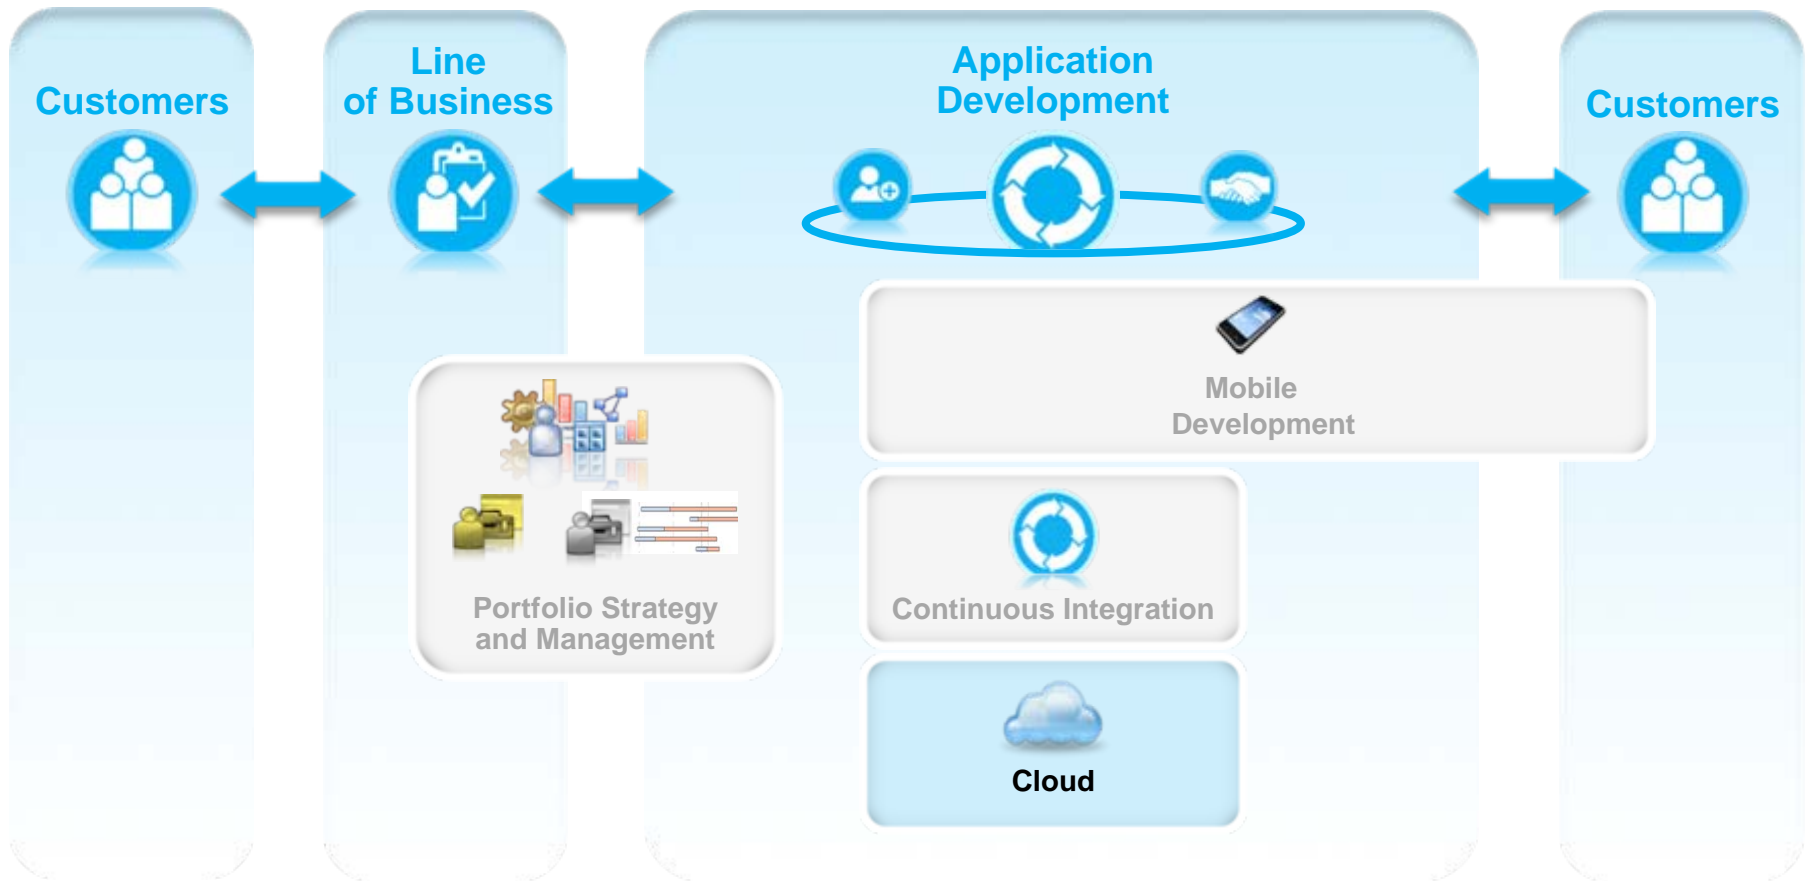 Customers
Line
of Business
Application
Development
Customers
Mobile
Development
Portfolio Strategy
and Management
Continuous Integration
Cloud